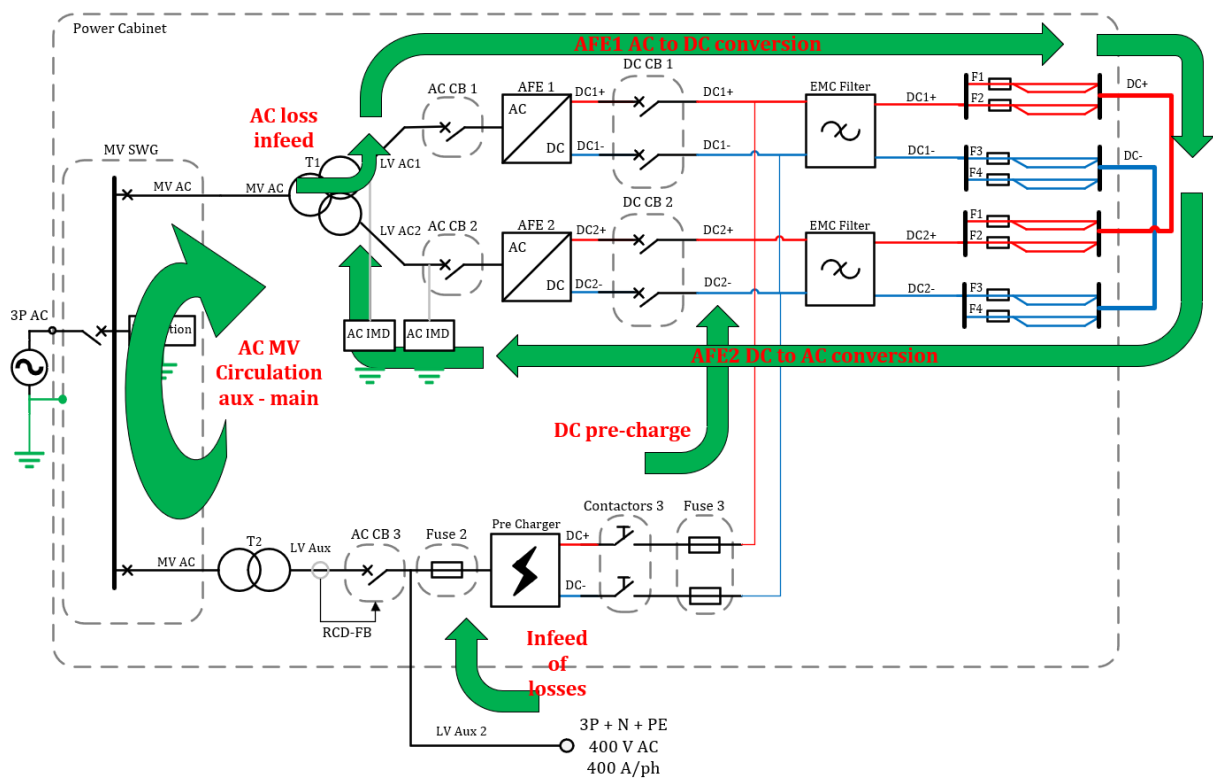 Power Cabinet
AFE1 AC to DC conversion
DC CB 1
AC CB 1
AFE 1
EMC Filter
AC loss
infeed
MV SWG
T1
LV AC1
AC
DC
DC1+
DC1-
DC1+
DC1-
DC1+
DC1-
F1
F2
F3
F4
DC+
DC-
MV AC
MV AC
LV AC2
AC CB 2
AFE 2
DC CB 2
EMC Filter
AC
DC
DC2+
DC2-
DC2+
DC2-
DC2+
DC2-
F1
F2
F3
F4
3P AC
AC IMD
AC IMD
AFE2 DC to AC conversion
AC MV
Circulation
aux - main
DC pre-charge
Contactors 3
Fuse 3
MV AC
T2
LV Aux
AC CB 3
Fuse 2
Pre Charger
DC+
DC-
RCD-FB
Infeed
of
losses
LV Aux 2
3P + N + PE
400 V AC
400 A/ph